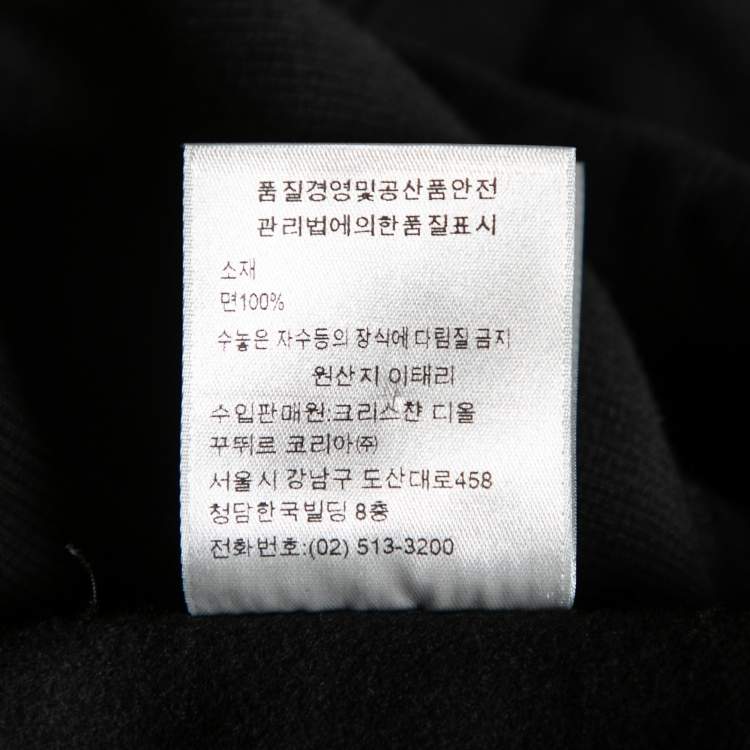 품질경영및공산품안전
관리법에의한품질표시
소재
면100%
수놓은 자수등의 장식에 다림질 금지
원산지 이태리
수입판매원:크리스챤 디올
꾸뛰르 코리아㈜
서울시 강남구 도산대로458
청담한국빌딩 8층
전화번호:(02) 513-3200